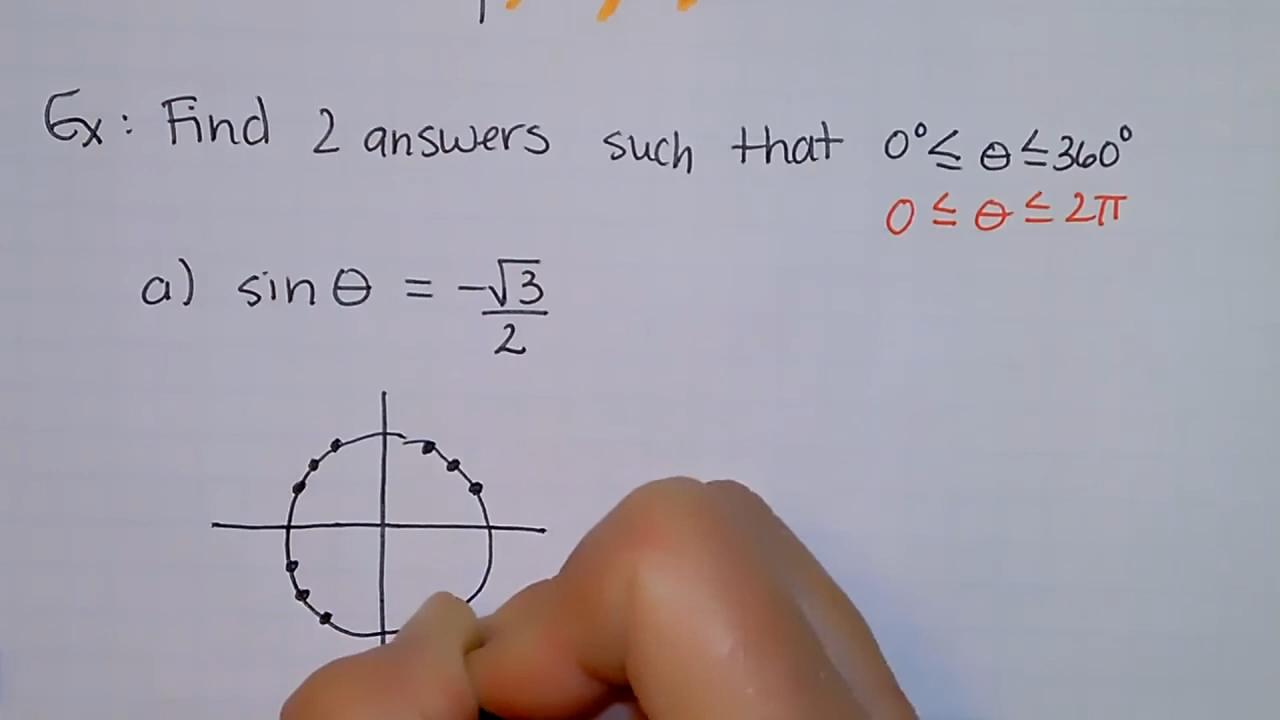 Ex: Find 2 answers such that 0° ≤ θ ≤ 360°
0 ≤ θ ≤ 2π
a) sin θ = -√3/2